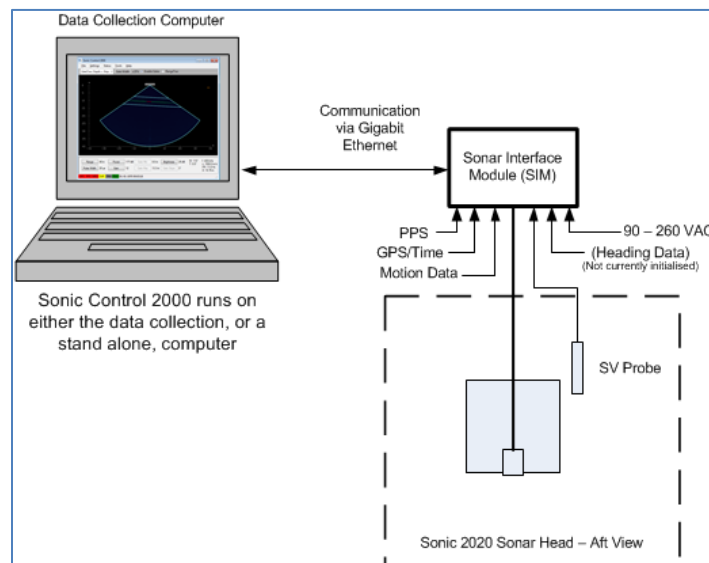 Data Collection Computer
Communication
via Gigabit
Ethernet
Sonar Interface
Module (SIM)
PPS
GPS/Time
Motion Data
90 – 260 VAC
(Heading Data)
(Not currently initialised)
Sonic Control 2000 runs on
either the data collection, or a
stand alone, computer
SV Probe
Sonic 2020 Sonar Head – Aft View